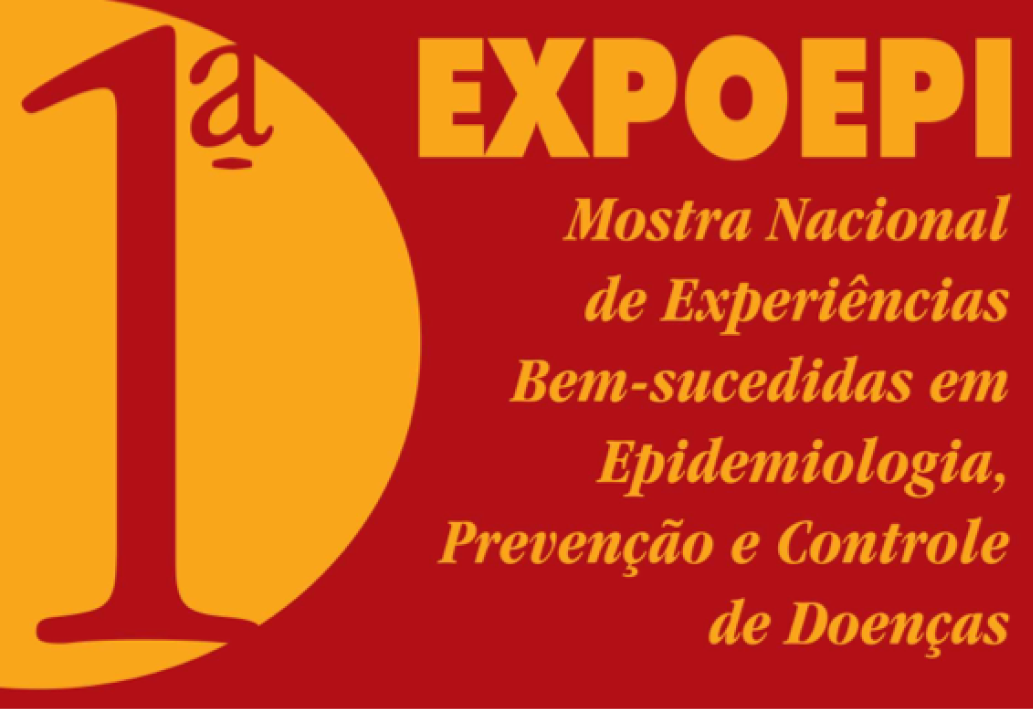 1ª
EXPOEPI
Mostra Nacional
de Experiências
Bem-sucedidas em
Epidemiologia,
Prevenção e Controle
de Doenças